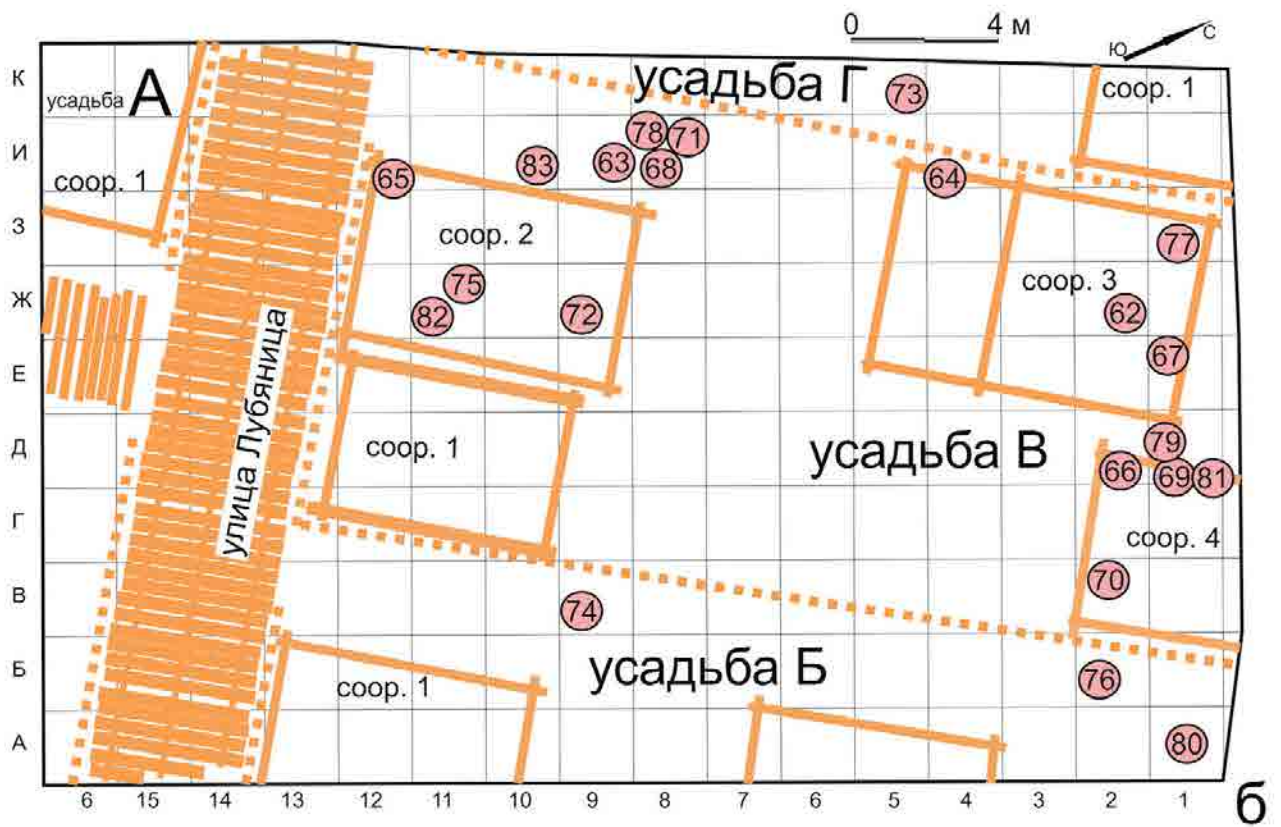 0 4 м
Ю С
К
усадьба Г
73
соор. 1
усадьба А
78
71
И
83
63
68
65
64
соор. 1
З
соор. 2
77
75
соор. 3
Ж
82
72
62
67
улица Лубяница
Е
79
Д
соор. 1
усадьба В
66
69
81
Г
соор. 4
70
В
74
усадьба Б
Б
соор. 1
76
А
80
6 15 14 13 12 11 10 9 8 7 6 5 4 3 2 1
б